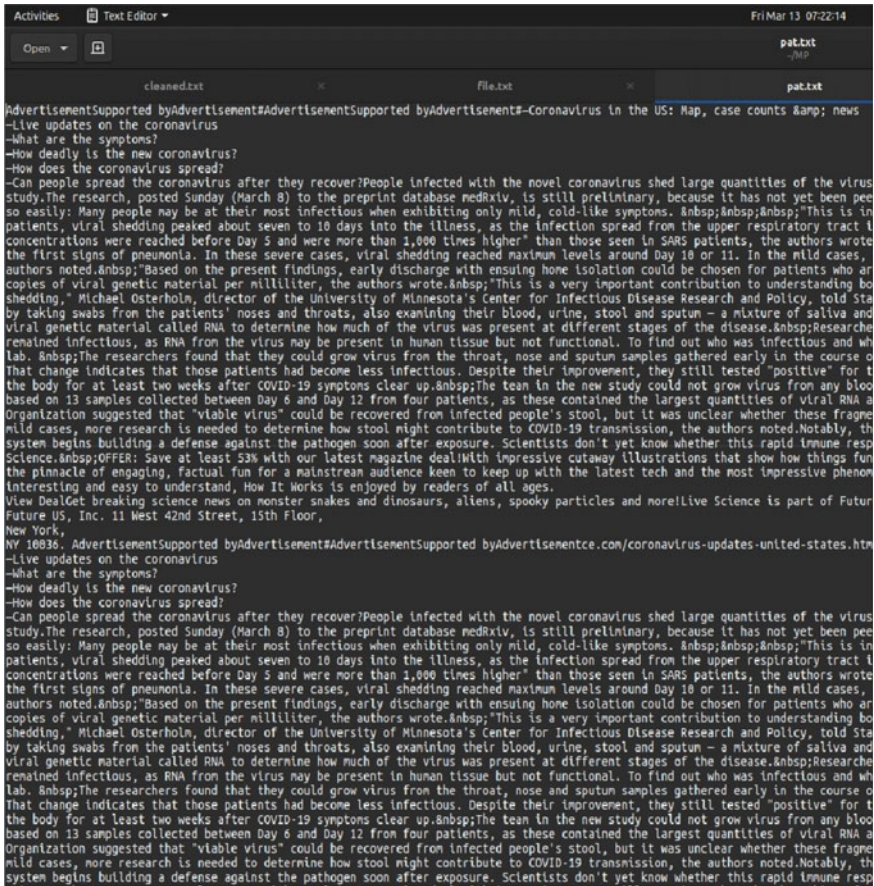 Activities Text Editor Fri Mar 13 07:22:14
Open pat.txt
~/MP
cleaned.txt × file.txt × pat.txt
AdvertisementSupported byAdvertisement#AdvertisementSupported byAdvertisement#—Coronavirus in the US: Map, case counts &amp; news
—Live updates on the coronavirus
—What are the symptoms?
—How deadly is the new coronavirus?
—How does the coronavirus spread?
—Can people spread the coronavirus after they recover?People infected with the novel coronavirus shed large quantities of the virus
study.The research, posted Sunday (March 8) to the preprint database medRxiv, is still preliminary, because it has not yet been pee
so easily: Many people may be at their most infectious when exhibiting only mild, cold-like symptoms. &nbsp;&nbsp;&nbsp;"This is in
patients, viral shedding peaked about seven to 10 days into the illness, as the infection spread from the upper respiratory tract i
concentrations were reached before Day 5 and were more than 1,000 times higher" than those seen in SARS patients, the authors wrote
the first signs of pneumonia. In these severe cases, viral shedding reached maximum levels around Day 10 or 11. In the mild cases,
authors noted.&nbsp;"Based on the present findings, early discharge with ensuing home isolation could be chosen for patients who ar
copies of viral genetic material per milliliter, the authors wrote.&nbsp;"This is a very important contribution to understanding bo
shedding," Michael Osterholm, director of the University of Minnesota's Center for Infectious Disease Research and Policy, told Sta
by taking swabs from the patients' noses and throats, also examining their blood, urine, stool and sputum — a mixture of saliva and
viral genetic material called RNA to determine how much of the virus was present at different stages of the disease.&nbsp;Researche
remained infectious, as RNA from the virus may be present in human tissue but not functional. To find out who was infectious and wh
lab. &nbsp;The researchers found that they could grow virus from the throat, nose and sputum samples gathered early in the course o
That change indicates that those patients had become less infectious. Despite their improvement, they still tested "positive" for t
the body for at least two weeks after COVID-19 symptoms clear up.&nbsp;The team in the new study could not grow virus from any bloo
based on 13 samples collected between Day 6 and Day 12 from four patients, as these contained the largest quantities of viral RNA a
Organization suggested that "viable virus" could be recovered from infected people's stool, but it was unclear whether these fragme
mild cases, more research is needed to determine how stool might contribute to COVID-19 transmission, the authors noted.Notably, th
system begins building a defense against the pathogen soon after exposure. Scientists don't yet know whether this rapid immune resp
Science.&nbsp;OFFER: Save at least 53% with our latest magazine deal!With impressive cutaway illustrations that show how things fun
the pinnacle of engaging, factual fun for a mainstream audience keen to keep up with the latest tech and the most impressive phenom
interesting and easy to understand, How It Works is enjoyed by readers of all ages.
View DealGet breaking science news on monster snakes and dinosaurs, aliens, spooky particles and more!Live Science is part of Futur
Future US, Inc. 11 West 42nd Street, 15th Floor,
New York,
NY 10036. AdvertisementSupported byAdvertisement#AdvertisementSupported byAdvertisementce.com/coronavirus-updates-united-states.htm
—Live updates on the coronavirus
—What are the symptoms?
—How deadly is the new coronavirus?
—How does the coronavirus spread?
—Can people spread the coronavirus after they recover?People infected with the novel coronavirus shed large quantities of the virus
study.The research, posted Sunday (March 8) to the preprint database medRxiv, is still preliminary, because it has not yet been pee
so easily: Many people may be at their most infectious when exhibiting only mild, cold-like symptoms. &nbsp;&nbsp;&nbsp;"This is in
patients, viral shedding peaked about seven to 10 days into the illness, as the infection spread from the upper respiratory tract i
concentrations were reached before Day 5 and were more than 1,000 times higher" than those seen in SARS patients, the authors wrote
the first signs of pneumonia. In these severe cases, viral shedding reached maximum levels around Day 10 or 11. In the mild cases,
authors noted.&nbsp;"Based on the present findings, early discharge with ensuing home isolation could be chosen for patients who ar
copies of viral genetic material per milliliter, the authors wrote.&nbsp;"This is a very important contribution to understanding bo
shedding," Michael Osterholm, director of the University of Minnesota's Center for Infectious Disease Research and Policy, told Sta
by taking swabs from the patients' noses and throats, also examining their blood, urine, stool and sputum — a mixture of saliva and
viral genetic material called RNA to determine how much of the virus was present at different stages of the disease.&nbsp;Researche
remained infectious, as RNA from the virus may be present in human tissue but not functional. To find out who was infectious and wh
lab. &nbsp;The researchers found that they could grow virus from the throat, nose and sputum samples gathered early in the course o
That change indicates that those patients had become less infectious. Despite their improvement, they still tested "positive" for t
the body for at least two weeks after COVID-19 symptoms clear up.&nbsp;The team in the new study could not grow virus from any bloo
based on 13 samples collected between Day 6 and Day 12 from four patients, as these contained the largest quantities of viral RNA a
Organization suggested that "viable virus" could be recovered from infected people's stool, but it was unclear whether these fragme
mild cases, more research is needed to determine how stool might contribute to COVID-19 transmission, the authors noted.Notably, th
system begins building a defense against the pathogen soon after exposure. Scientists don't yet know whether this rapid immune resp